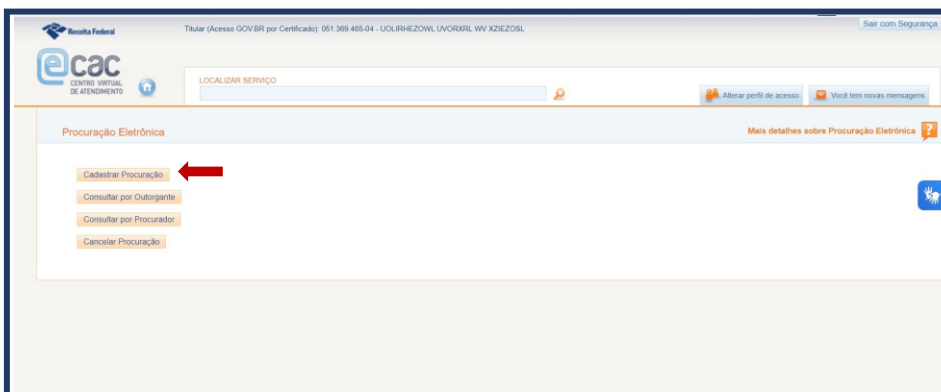 Receita Federal
Titular (Acesso GOV.BR por Certificado): 051.369.465-04 - UOLIRHEZOWL UVORXRL WV XZIEZOSL
Sair com Segurança
ecac
CENTRO VIRTUAL
DE ATENDIMENTO
LOCALIZAR SERVIÇO
Alterar perfil de acesso
Você tem novas mensagens
Procuração Eletrônica
Mais detalhes sobre Procuração Eletrônica
Cadastrar Procuração
Consultar por Outorgante
Consultar por Procurador
Cancelar Procuração